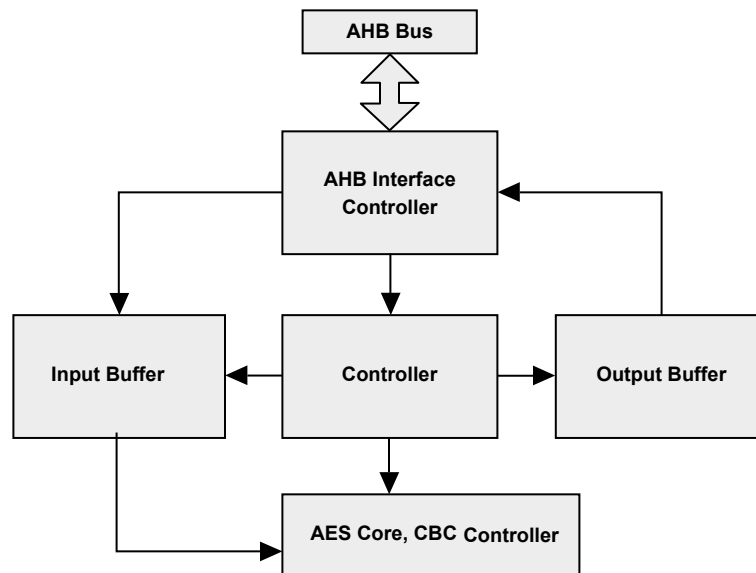 AHB Bus
AHB Interface
Controller
Input Buffer
Controller
Output Buffer
AES Core, CBC Controller